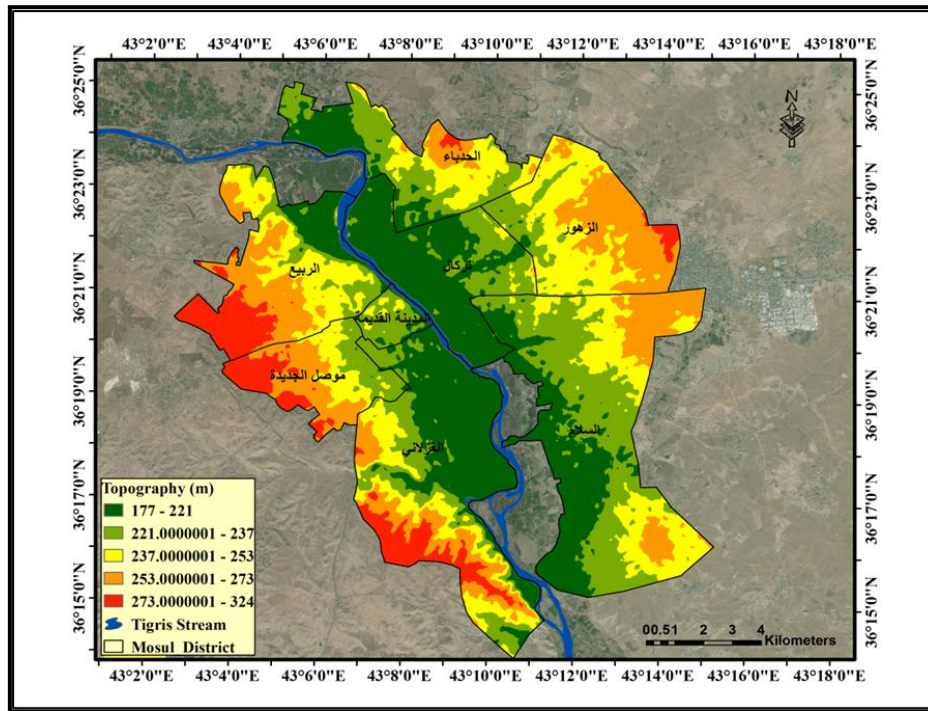 43°2'0"E 43°4'0"E 43°6'0"E 43°8'0"E 43°10'0"E 43°12'0"E 43°14'0"E 43°16'0"E 43°18'0"E
36°25'0"N
36°25'0"N
N
الحدباء
36°23'0"N
36°23'0"N
الزهور
نركال
الربيع
36°21'0"N
36°21'0"N
المدينة القديمة
موصل الجديدة
36°19'0"N
36°19'0"N
السلام
الغزلاني
36°17'0"N
36°17'0"N
Topography (m)
177 - 221
221.0000001 - 237
237.0000001 - 253
253.0000001 - 273
273.0000001 - 324
Tigris Stream
Mosul District
36°15'0"N
36°15'0"N
00.51 2 3 4
Kilometers
43°2'0"E 43°4'0"E 43°6'0"E 43°8'0"E 43°10'0"E 43°12'0"E 43°14'0"E 43°16'0"E 43°18'0"E